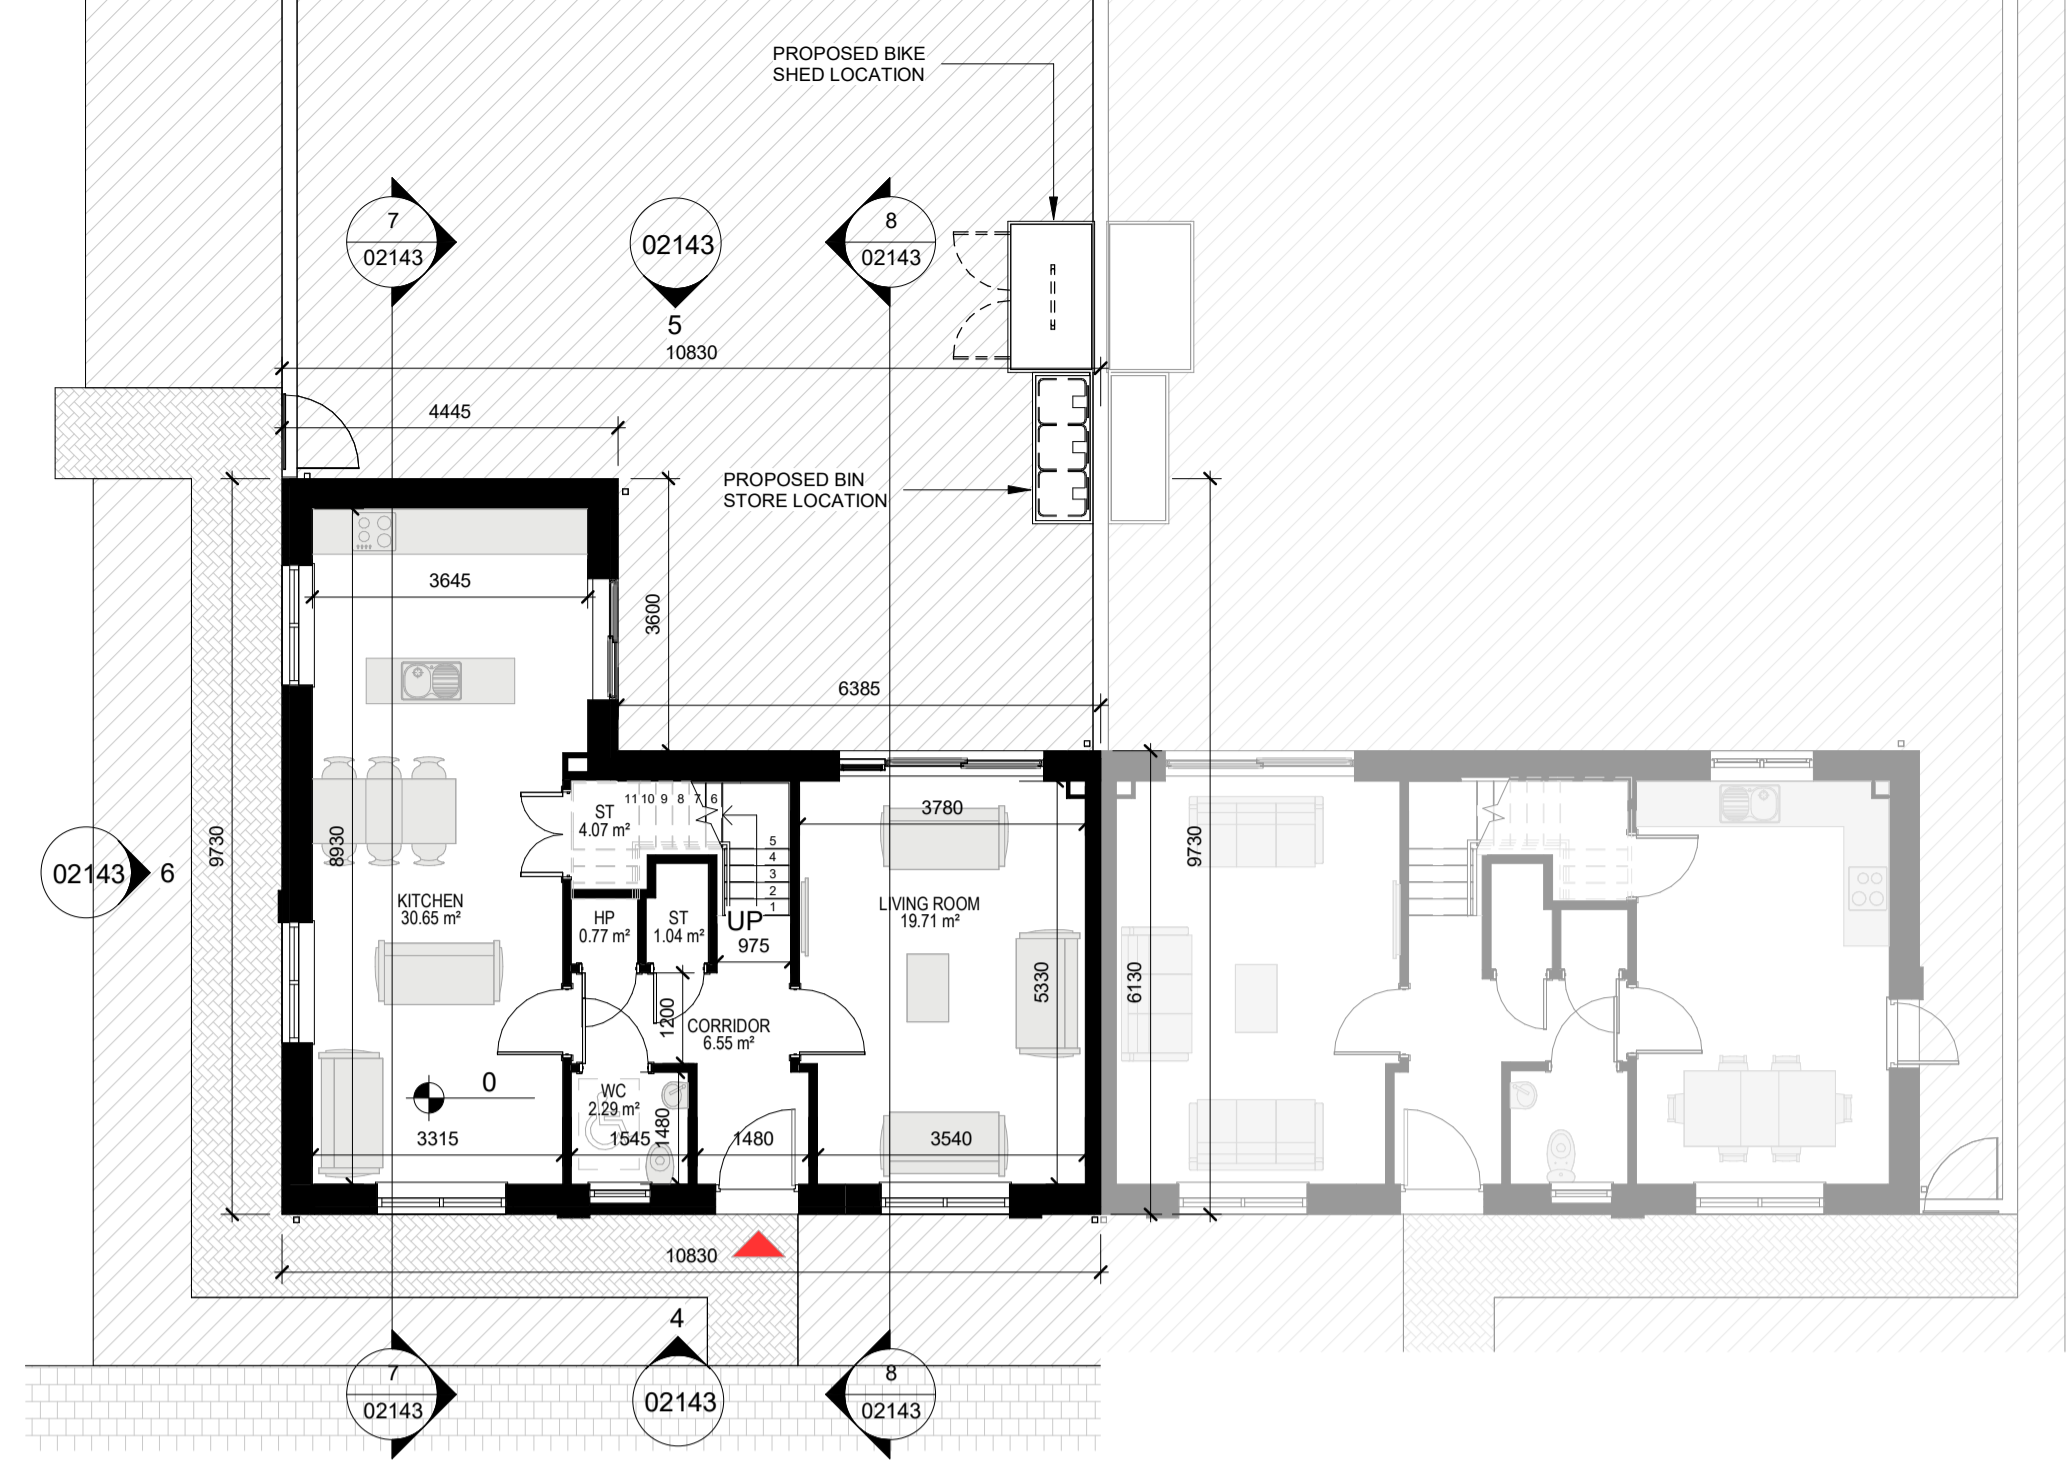 PROPOSED BIKE
SHED LOCATION
7
02143
02143
5
8
02143
10830
4445
PROPOSED BIN
STORE LOCATION
3645
3600
6385
9730
8930
02143
6
KITCHEN
30.65 m²
ST
4.07 m²
11 10 9 8 7 6
5
4
3
2
1
UP
975
HP
0.77 m²
ST
1.04 m²
3780
LIVING ROOM
19.71 m²
5330
6130
9730
1200
CORRIDOR
6.55 m²
0
WC
2.29 m²
3315
1545
1480
1480
3540
10830
4
7
02143
02143
8
02143